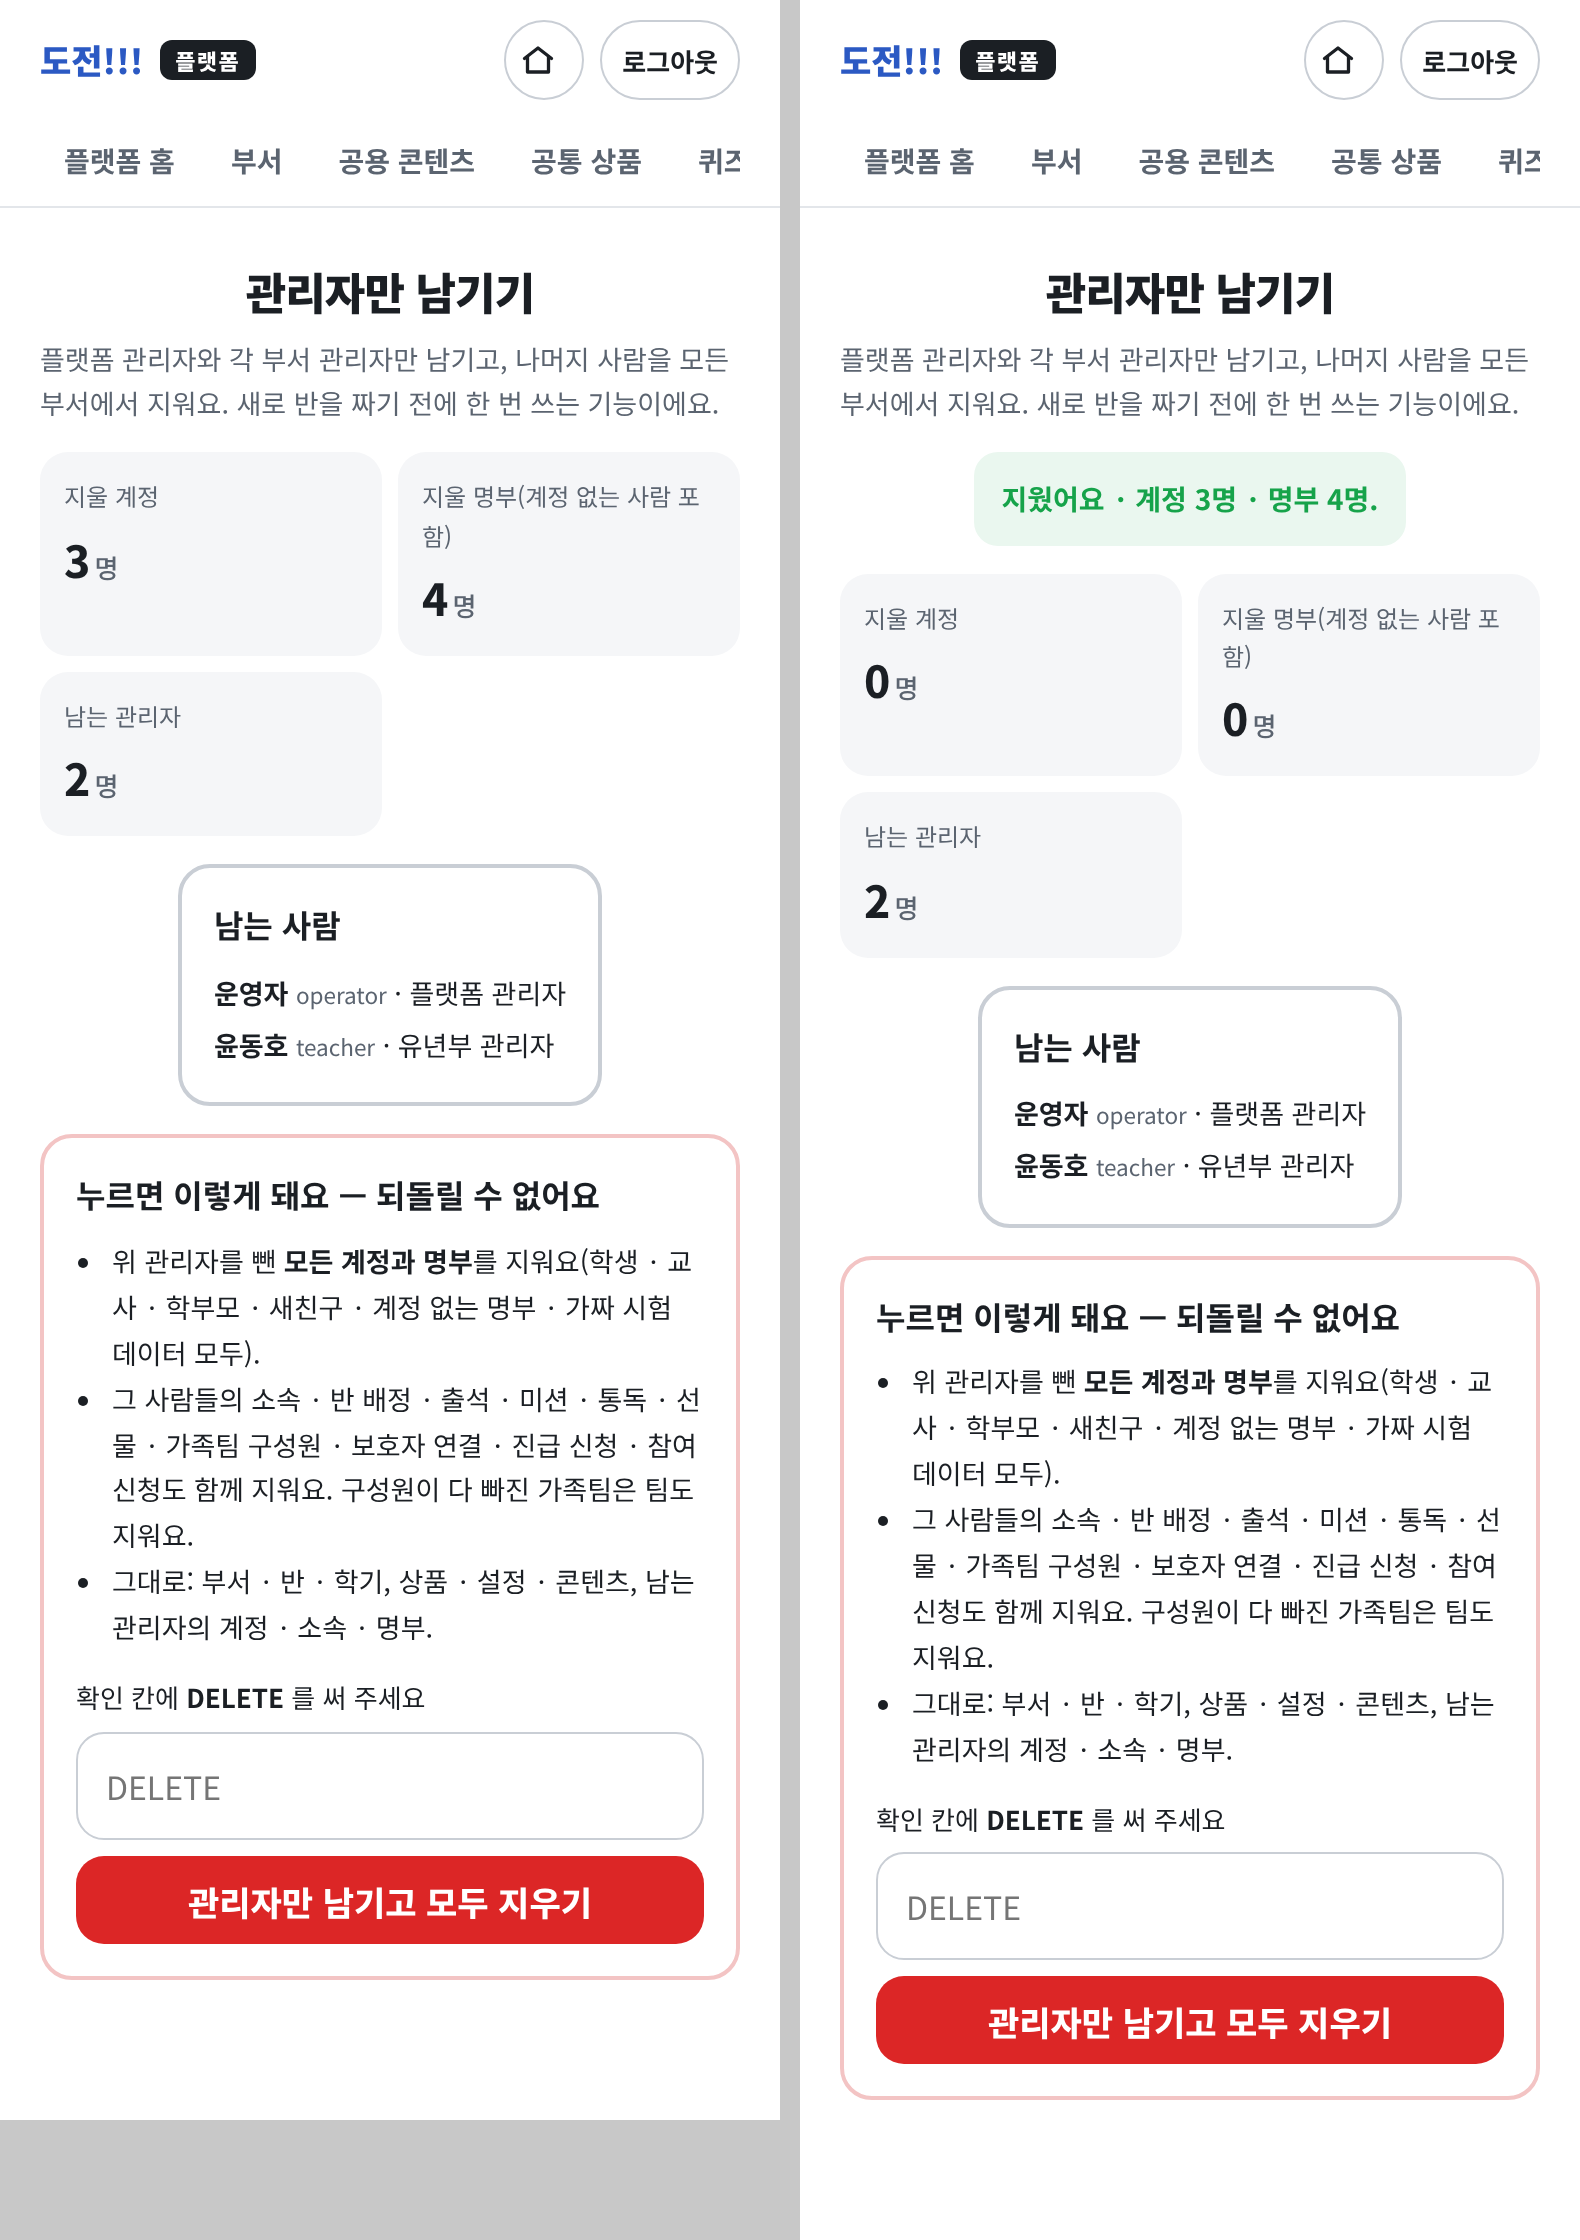 도전!!! 플랫폼 로그아웃
플랫폼 홈 부서 공용 콘텐츠 공통 상품 퀴즈
관리자만 남기기
플랫폼 관리자와 각 부서 관리자만 남기고, 나머지 사람을 모든
부서에서 지워요. 새로 반을 짜기 전에 한 번 쓰는 기능이에요.
지울 계정
3 명
지울 명부(계정 없는 사람 포
함)
4 명
남는 관리자
2 명
남는 사람
운영자 operator · 플랫폼 관리자
윤동호 teacher · 유년부 관리자
누르면 이렇게 돼요 — 되돌릴 수 없어요
• 위 관리자를 뺀 모든 계정과 명부를 지워요(학생 · 교
사 · 학부모 · 새친구 · 계정 없는 명부 · 가짜 시험
데이터 모두).
• 그 사람들의 소속 · 반 배정 · 출석 · 미션 · 통독 · 선
물 · 가족팀 구성원 · 보호자 연결 · 진급 신청 · 참여
신청도 함께 지워요. 구성원이 다 빠진 가족팀은 팀도
지워요.
• 그대로: 부서 · 반 · 학기, 상품 · 설정 · 콘텐츠, 남는
관리자의 계정 · 소속 · 명부.
확인 칸에 DELETE 를 써 주세요
DELETE
관리자만 남기고 모두 지우기
도전!!! 플랫폼 로그아웃
플랫폼 홈 부서 공용 콘텐츠 공통 상품 퀴즈
관리자만 남기기
플랫폼 관리자와 각 부서 관리자만 남기고, 나머지 사람을 모든
부서에서 지워요. 새로 반을 짜기 전에 한 번 쓰는 기능이에요.
지웠어요 · 계정 3명 · 명부 4명.
지울 계정
0 명
지울 명부(계정 없는 사람 포
함)
0 명
남는 관리자
2 명
남는 사람
운영자 operator · 플랫폼 관리자
윤동호 teacher · 유년부 관리자
누르면 이렇게 돼요 — 되돌릴 수 없어요
• 위 관리자를 뺀 모든 계정과 명부를 지워요(학생 · 교
사 · 학부모 · 새친구 · 계정 없는 명부 · 가짜 시험
데이터 모두).
• 그 사람들의 소속 · 반 배정 · 출석 · 미션 · 통독 · 선
물 · 가족팀 구성원 · 보호자 연결 · 진급 신청 · 참여
신청도 함께 지워요. 구성원이 다 빠진 가족팀은 팀도
지워요.
• 그대로: 부서 · 반 · 학기, 상품 · 설정 · 콘텐츠, 남는
관리자의 계정 · 소속 · 명부.
확인 칸에 DELETE 를 써 주세요
DELETE
관리자만 남기고 모두 지우기